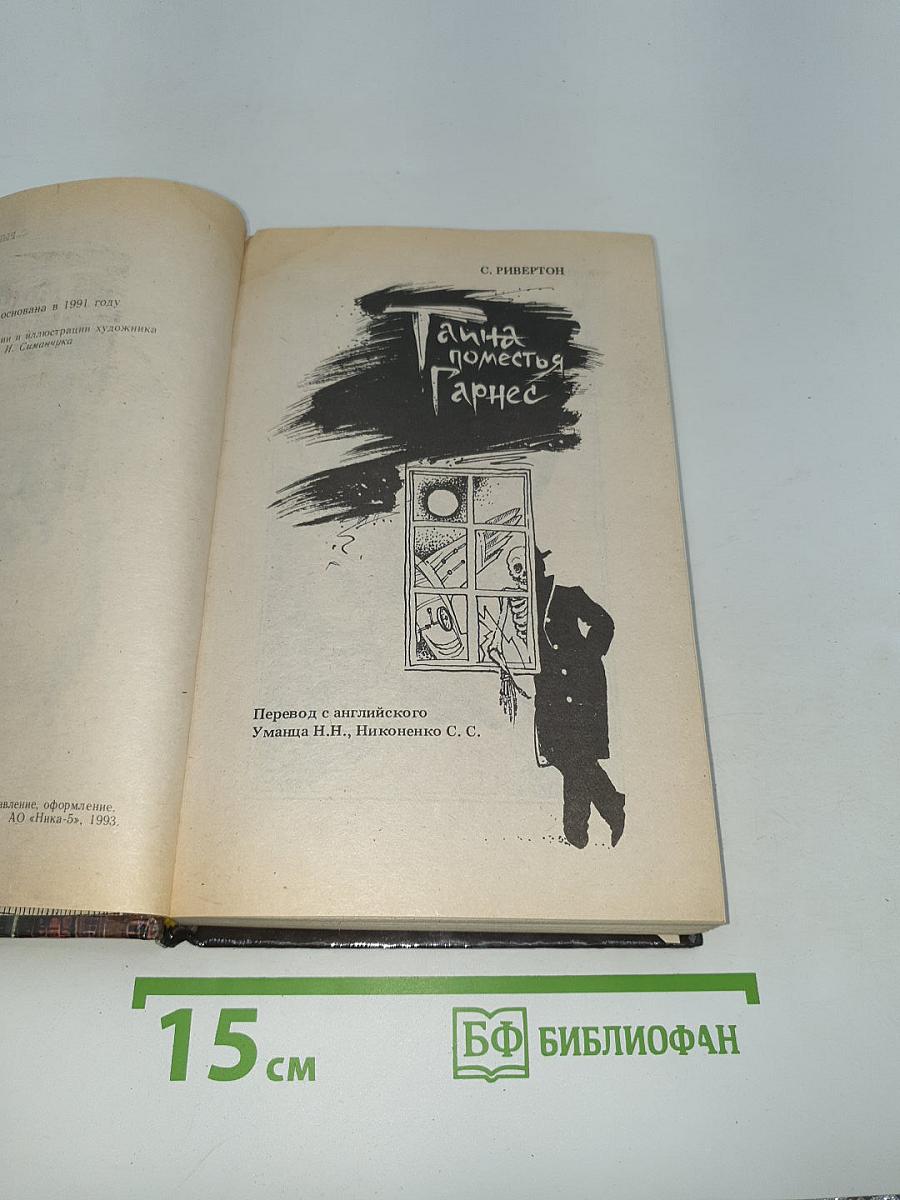 основана в 1991 году
ии и иллюстрации художника
И. Симанчука
авление, оформление.
АО «Ника-5», 1993.
С. РИВЕРТОН
Тайна
поместья
Гарнес
Перевод с английского
Уманца Н.Н., Никоненко С. С.
15 см
БФ БИБЛИОФАН